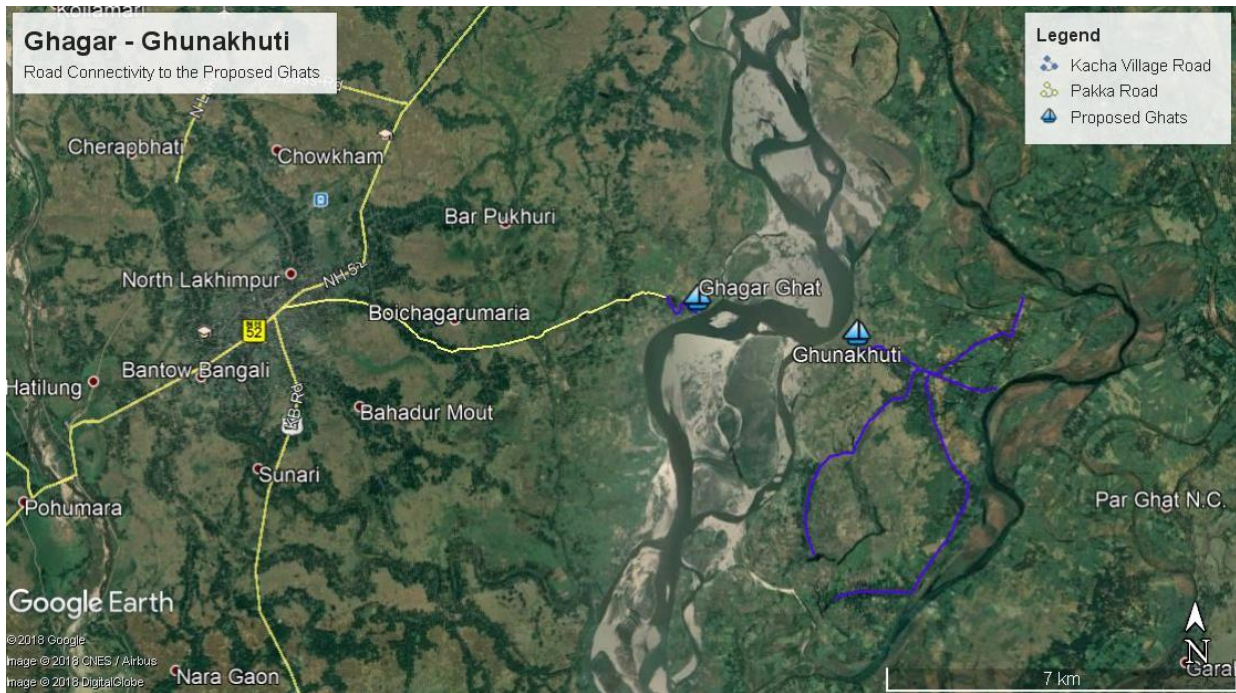 Ghagar - Ghunakhuti
Road Connectivity to the Proposed Ghats
Legend
Kacha Village Road
Pakka Road
Proposed Ghats
Cherapbhati
Chowkham
Bar Pukhuri
North Lakhimpur
NH-52
Ghagar Ghat
Boichagarumaria
52
Ghunakhuti
Bantow Bangali
Hatilung
KB Rd
Bahadur Mout
Sunari
Pohumara
Par Ghat N.C.
Google Earth
©2018 Google
Image © 2018 CNES / Airbus
Image © 2018 DigitalGlobe
Nara Gaon
7 km
N